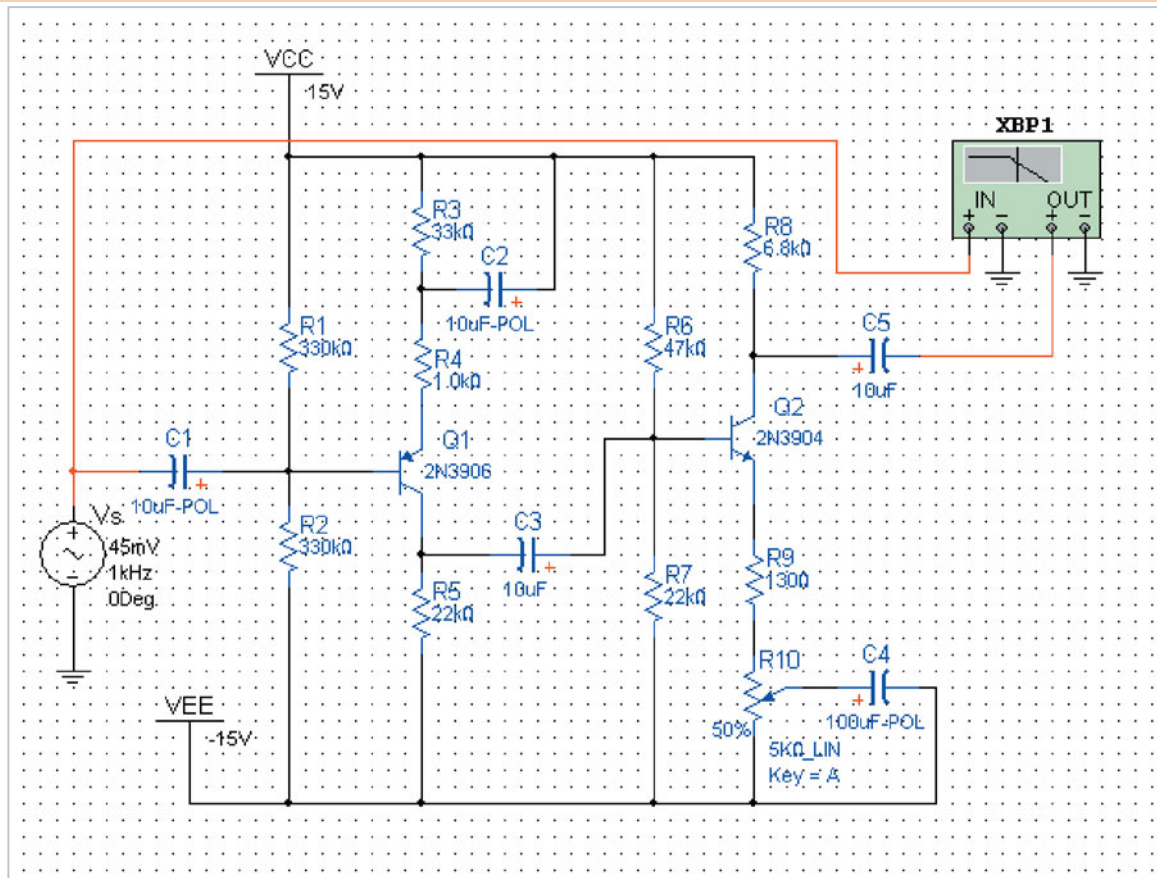 VCC
15V
XBP1
IN
OUT
+
-
+
-
R3
33kΩ
C2
+
10uF-POL
R8
6.8kΩ
R1
330kΩ
R4
1.0kΩ
R6
47kΩ
C5
+
10uF
Q1
2N3906
Q2
2N3904
C1
+
10uF-POL
Vs
+
-
45mV
1kHz
0Deg
R2
330kΩ
C3
+
10uF
R5
22kΩ
R7
22kΩ
R9
130Ω
R10
50%
5KΩ_LIN
Key = A
C4
+
100uF-POL
VEE
-15V